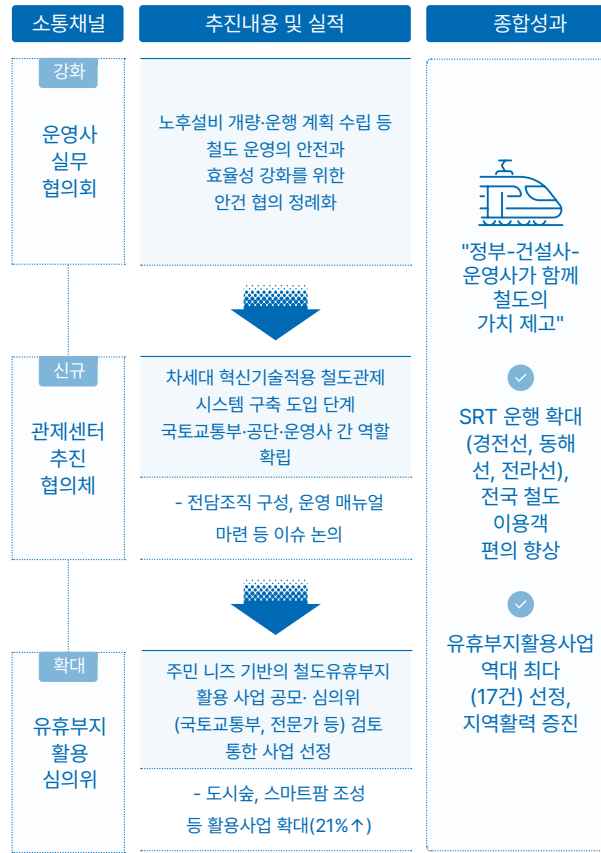 소통채널
추진내용 및 실적
종합성과
강화
운영사
실무
협의회
노후설비 개량·운행 계획 수립 등
철도 운영의 안전과
효율성 강화를 위한
안건 협의 정례화
신규
관제센터
추진
협의체
차세대 혁신기술적용 철도관제
시스템 구축 도입 단계
국토교통부·공단·운영사 간 역할
확립
- 전담조직 구성, 운영 매뉴얼
마련 등 이슈 논의
확대
유휴부지
활용
심의위
주민 니즈 기반의 철도유휴부지
활용 사업 공모· 심의위
(국토교통부, 전문가 등) 검토
통한 사업 선정
- 도시숲, 스마트팜 조성
등 활용사업 확대(21%↑)
"정부-건설사-
운영사가 함께
철도의
가치 제고"
SRT 운행 확대
(경전선, 동해
선, 전라선),
전국 철도
이용객
편의 향상
유휴부지활용사업
역대 최다
(17건) 선정,
지역활력 증진